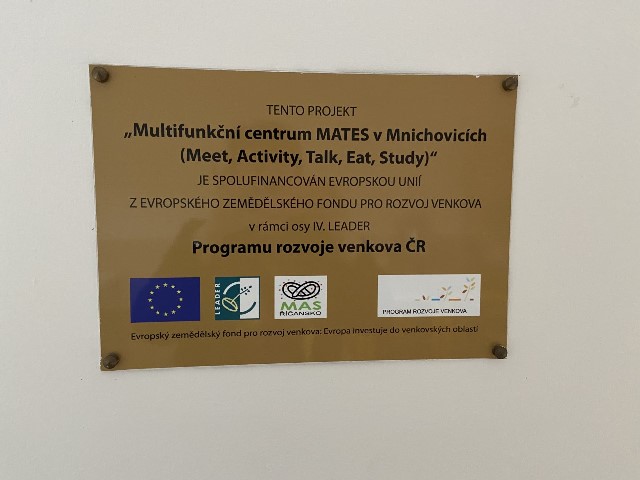 TENTO PROJEKT
„Multifunkční centrum MATES v Mnichovicích
(Meet, Activity, Talk, Eat, Study)“
JE SPOLUFINANCOVÁN EVROPSKOU UNIÍ
Z EVROPSKÉHO ZEMĚDĚLSKÉHO FONDU PRO ROZVOJ VENKOVA
v rámci osy IV. LEADER
Programu rozvoje venkova ČR
LEADER
MAS
ŘÍČANSKO
PROGRAM ROZVOJE VENKOVA
Evropský zemědělský fond pro rozvoj venkova: Evropa investuje do venkovských oblastí